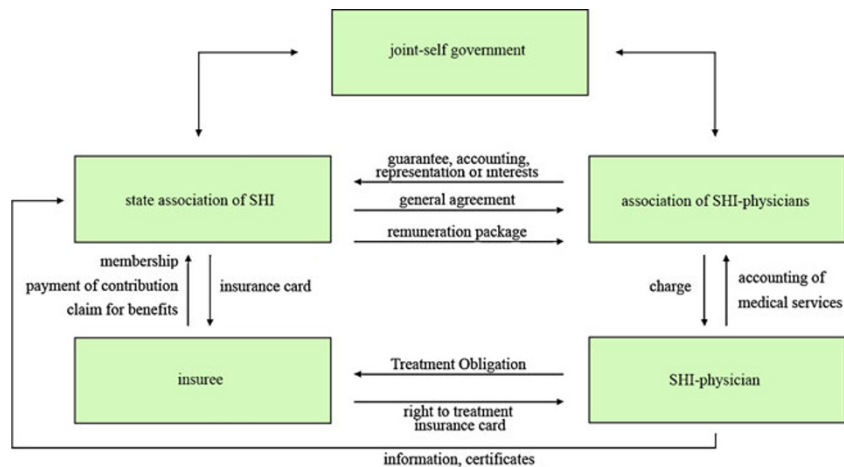 joint-self government
guarantee, accounting,
representation of interests
state association of SHI
general agreement
association of SHI-physicians
remuneration package
membership
payment of contribution
claim for benefits
insurance card
charge
accounting of
medical services
Treatment Obligation
insuree
SHI-physician
right to treatment
insurance card
information, certificates